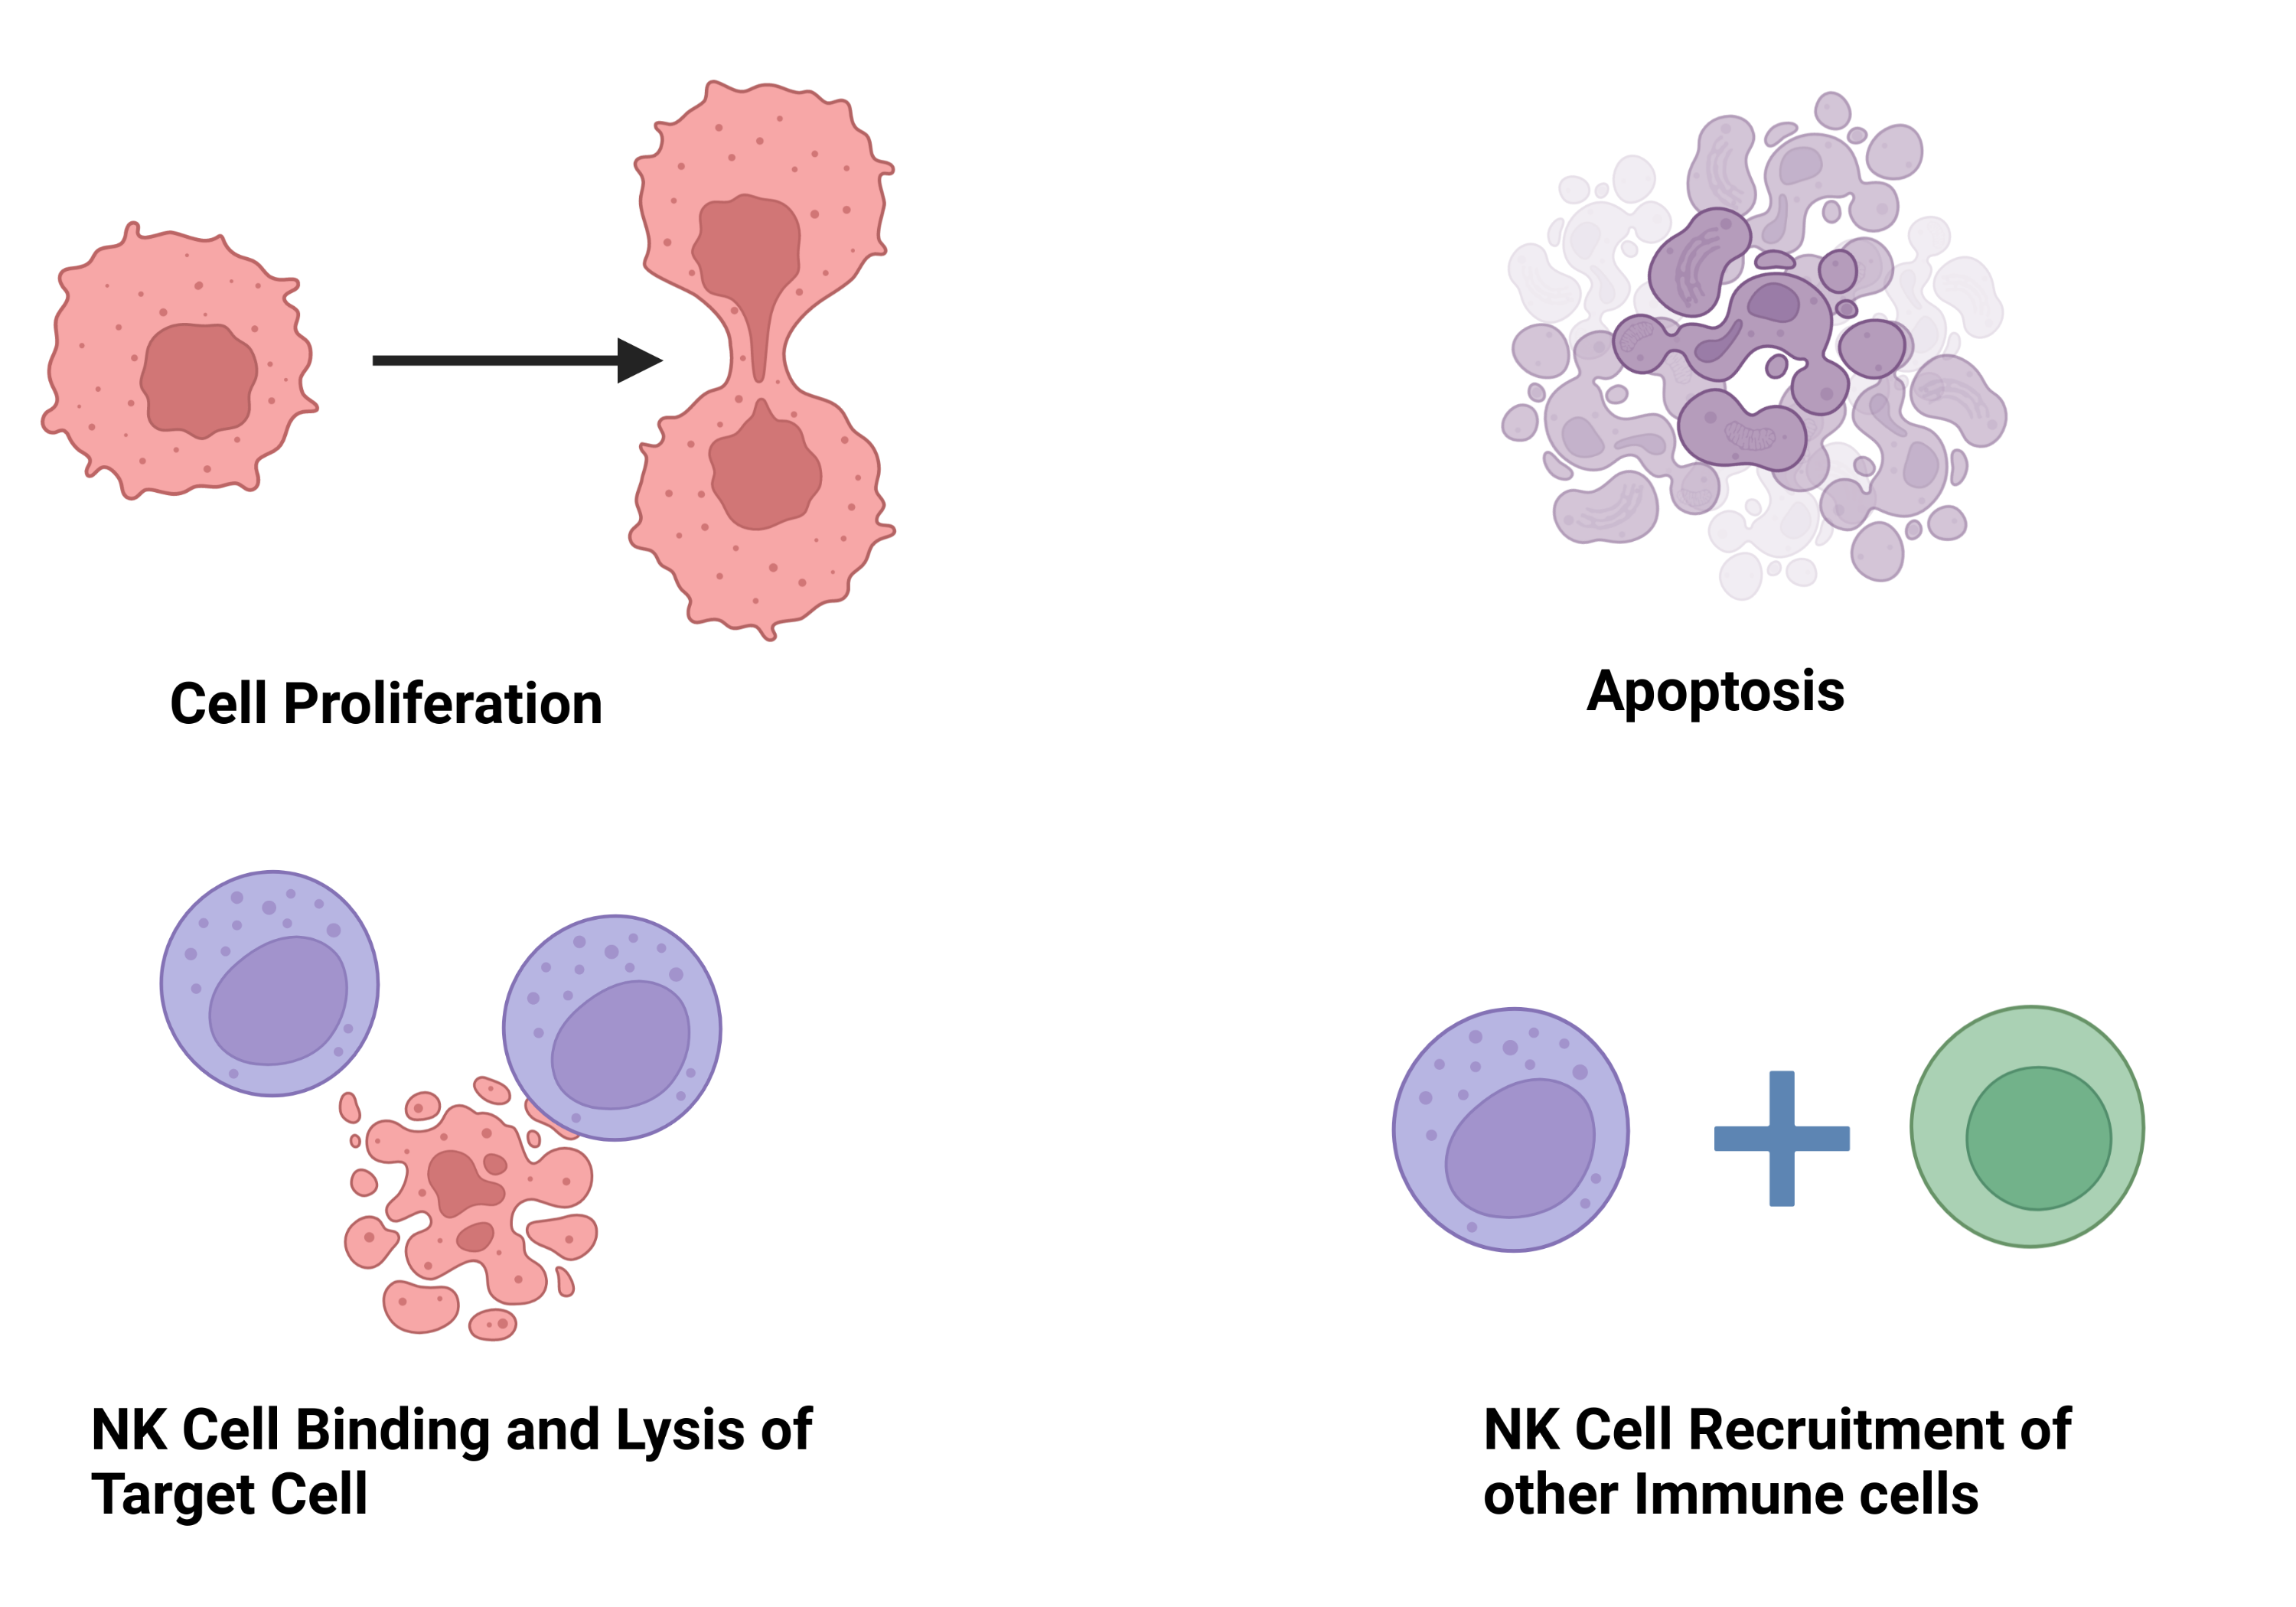 Cell Proliferation
Apoptosis
NK Cell Binding and Lysis of
Target Cell
NK Cell Recruitment of
other Immune cells